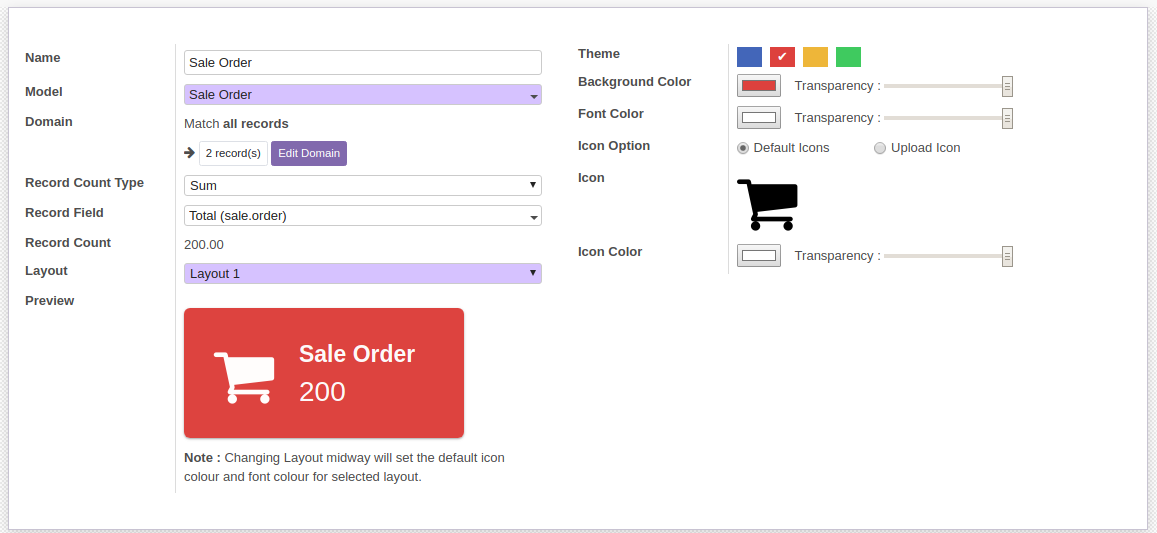 Name
Sale Order
Model
Sale Order
Domain
Match all records
2 record(s) Edit Domain
Record Count Type
Sum
Record Field
Total (sale.order)
Record Count
200.00
Layout
Layout 1
Preview
Sale Order
200
Note : Changing Layout midway will set the default icon
colour and font colour for selected layout.
Theme
Background Color
Transparency :
Font Color
Transparency :
Icon Option
Default Icons Upload Icon
Icon
Icon Color
Transparency :